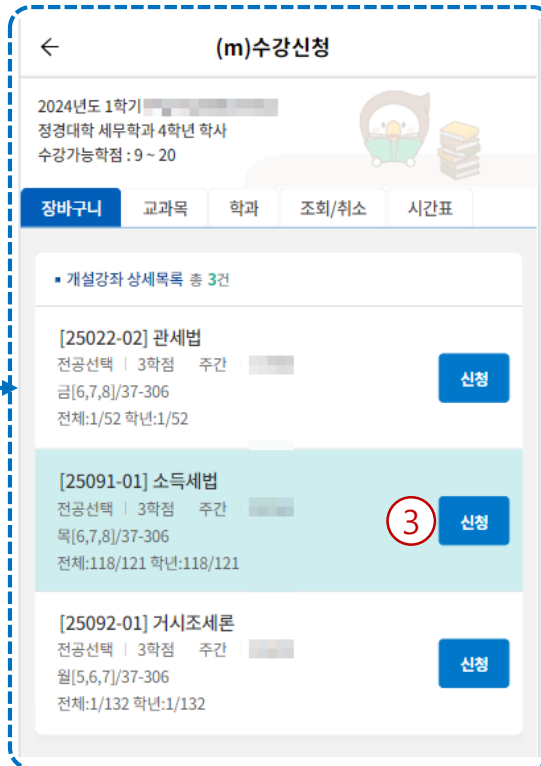 (m)수강신청
2024년도 1학기
정경대학 세무학과 4학년 학사
수강가능학점 : 9 ~ 20
장바구니 교과목 학과 조회/취소 시간표
▪ 개설강좌 상세목록 총 3건
[25022-02] 관세법
전공선택 | 3학점 주간 |
신청
금[6,7,8]/37-306
전체:1/52 학년:1/52
[25091-01] 소득세법
전공선택 | 3학점 주간 |
③ 신청
목[6,7,8]/37-306
전체:118/121 학년:118/121
[25092-01] 거시조세론
전공선택 | 3학점 주간 |
신청
월[5,6,7]/37-306
전체:1/132 학년:1/132